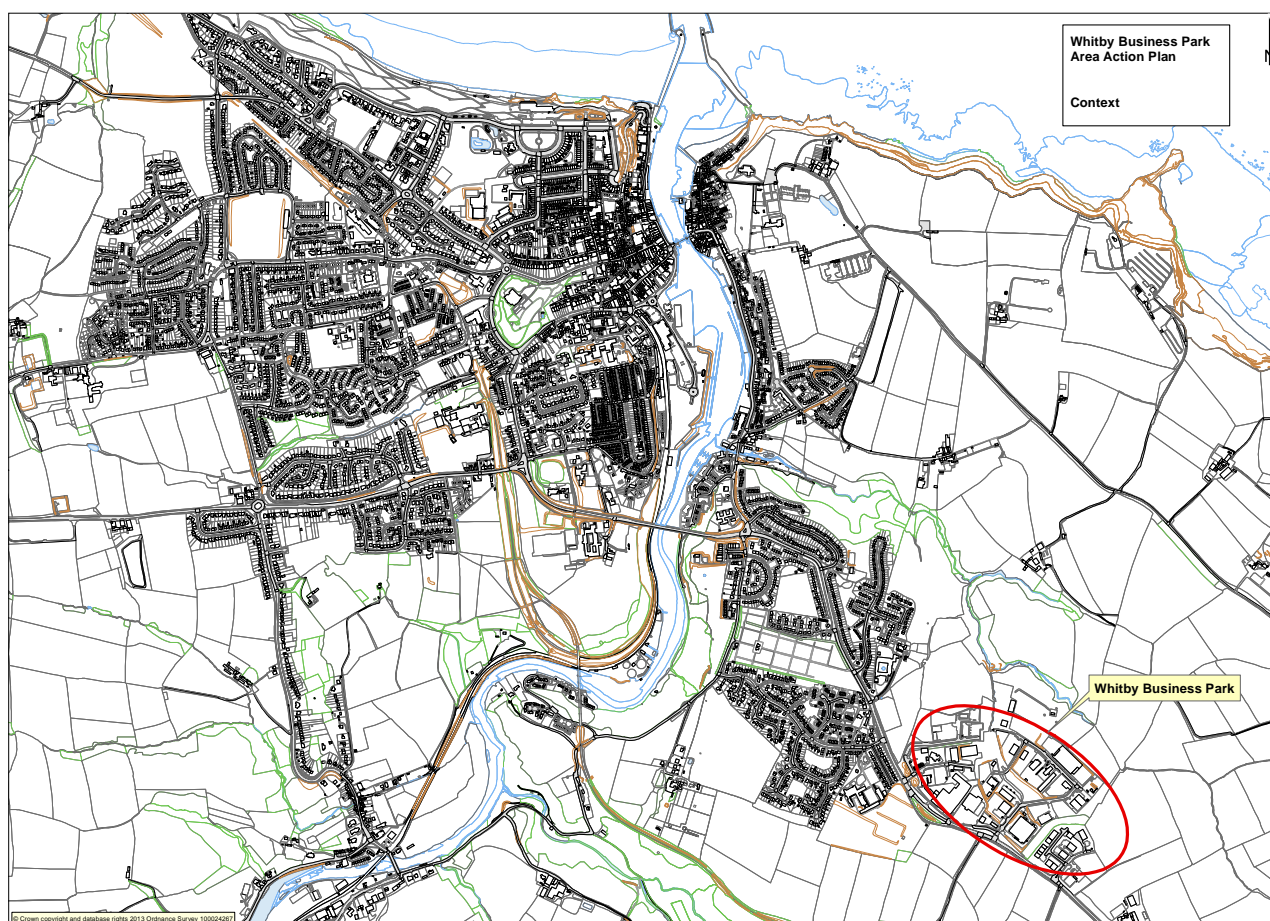 Whitby Business Park
Area Action Plan
Context
N
Whitby Business Park
© Crown copyright and database rights 2013 Ordnance Survey 100024267